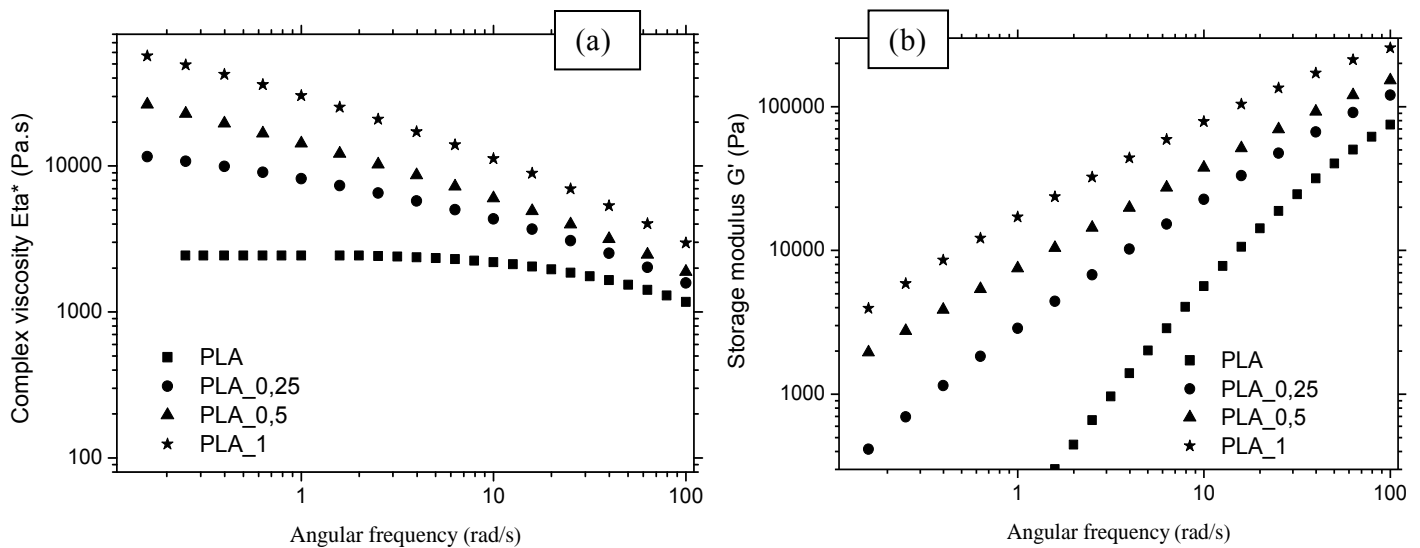 (a)
Complex viscosity Eta* (Pa.s)
10000
1000
100
PLA
PLA_0,25
PLA_0,5
PLA_1
1
10
100
Angular frequency (rad/s)
(b)
Storage modulus G' (Pa)
100000
10000
1000
PLA
PLA_0,25
PLA_0,5
PLA_1
1
10
100
Angular frequency (rad/s)